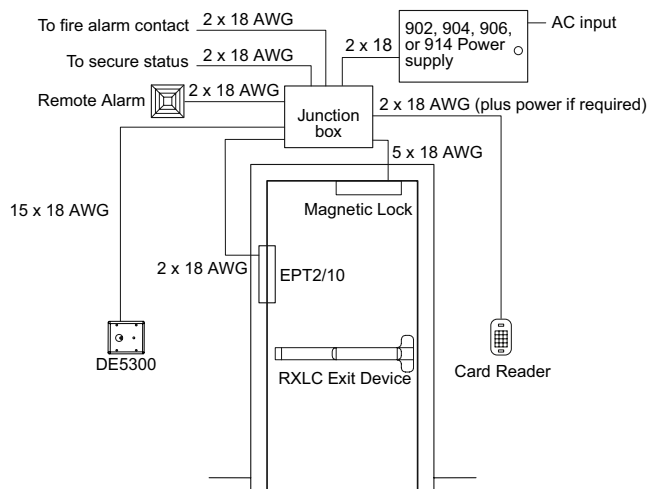 To fire alarm contact
2 x 18 AWG
902, 904, 906,
or 914 Power
supply
AC input
To secure status
2 x 18 AWG
2 x 18
Remote Alarm
2 x 18 AWG
Junction
box
2 x 18 AWG (plus power if required)
5 x 18 AWG
15 x 18 AWG
Magnetic Lock
2 x 18 AWG
EPT2/10
DE5300
RXLC Exit Device
Card Reader